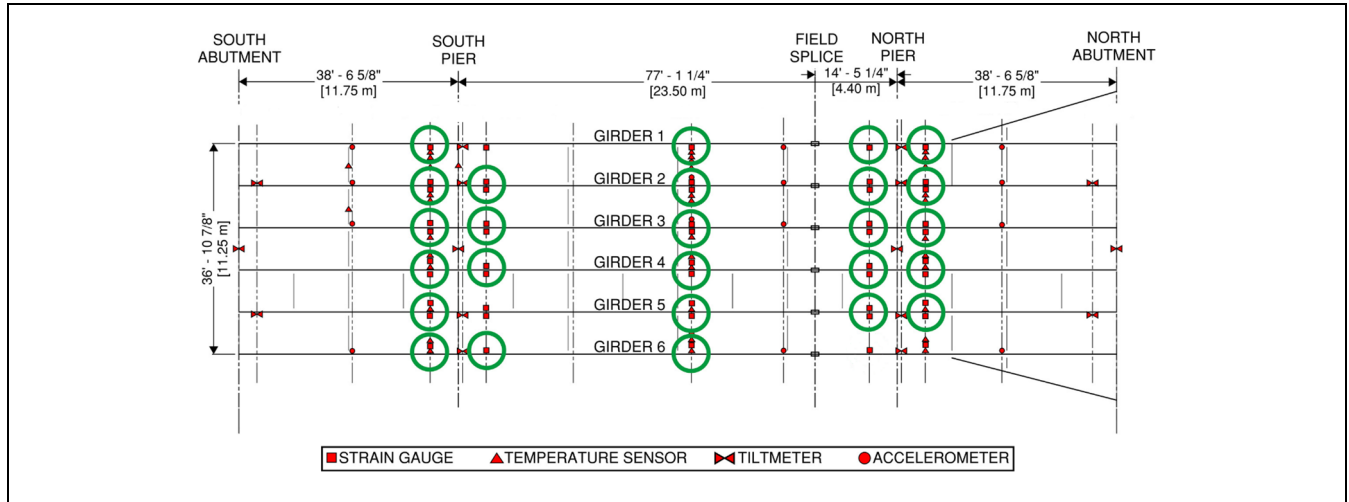 SOUTH
ABUTMENT
SOUTH
PIER
FIELD
SPLICE
NORTH
PIER
NORTH
ABUTMENT
38' - 6 5/8"
[11.75 m]
77' - 1 1/4"
[23.50 m]
14' - 5 1/4"
[4.40 m]
38' - 6 5/8"
[11.75 m]
36' - 10 7/8"
[11.25 m]
GIRDER 1
GIRDER 2
GIRDER 3
GIRDER 4
GIRDER 5
GIRDER 6
STRAIN GAUGE TEMPERATURE SENSOR TILTMETER ACCELEROMETER